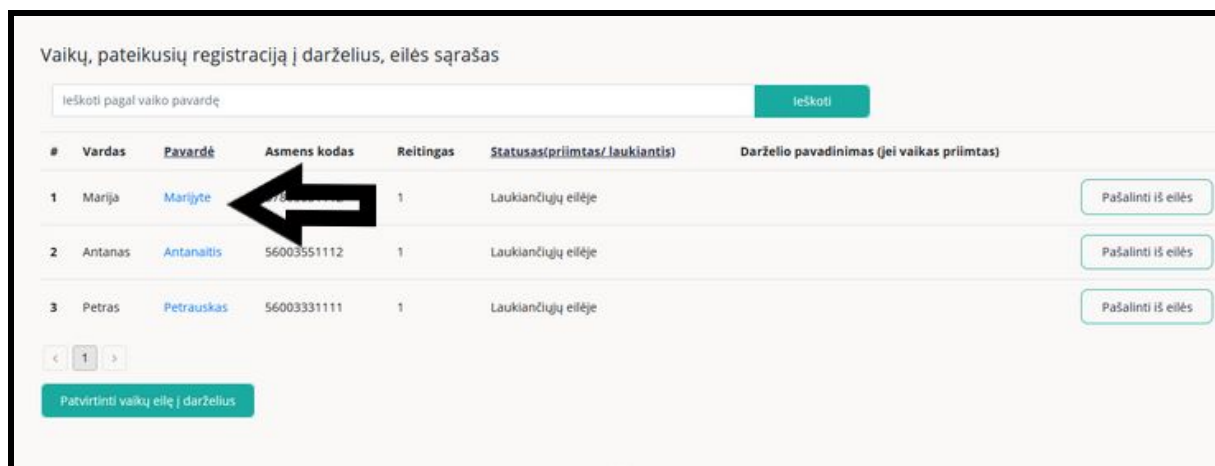 Vaikų, pateikusių registraciją į darželius, eilės sąrašas
Ieškoti pagal vaiko pavardę Ieškoti
# Vardas Pavardė Asmens kodas Reitingas Statusas(priimtas/ laukiantis) Darželio pavadinimas (jei vaikas priimtas)
1 Marija Marijyte 1 Laukiančiųjų eilėje Pašalinti iš eilės
2 Antanas Antanaitis 56003551112 1 Laukiančiųjų eilėje Pašalinti iš eilės
3 Petras Petrauskas 56003331111 1 Laukiančiųjų eilėje Pašalinti iš eilės
< 1 >
Patvirtinti vaikų eilę į darželius